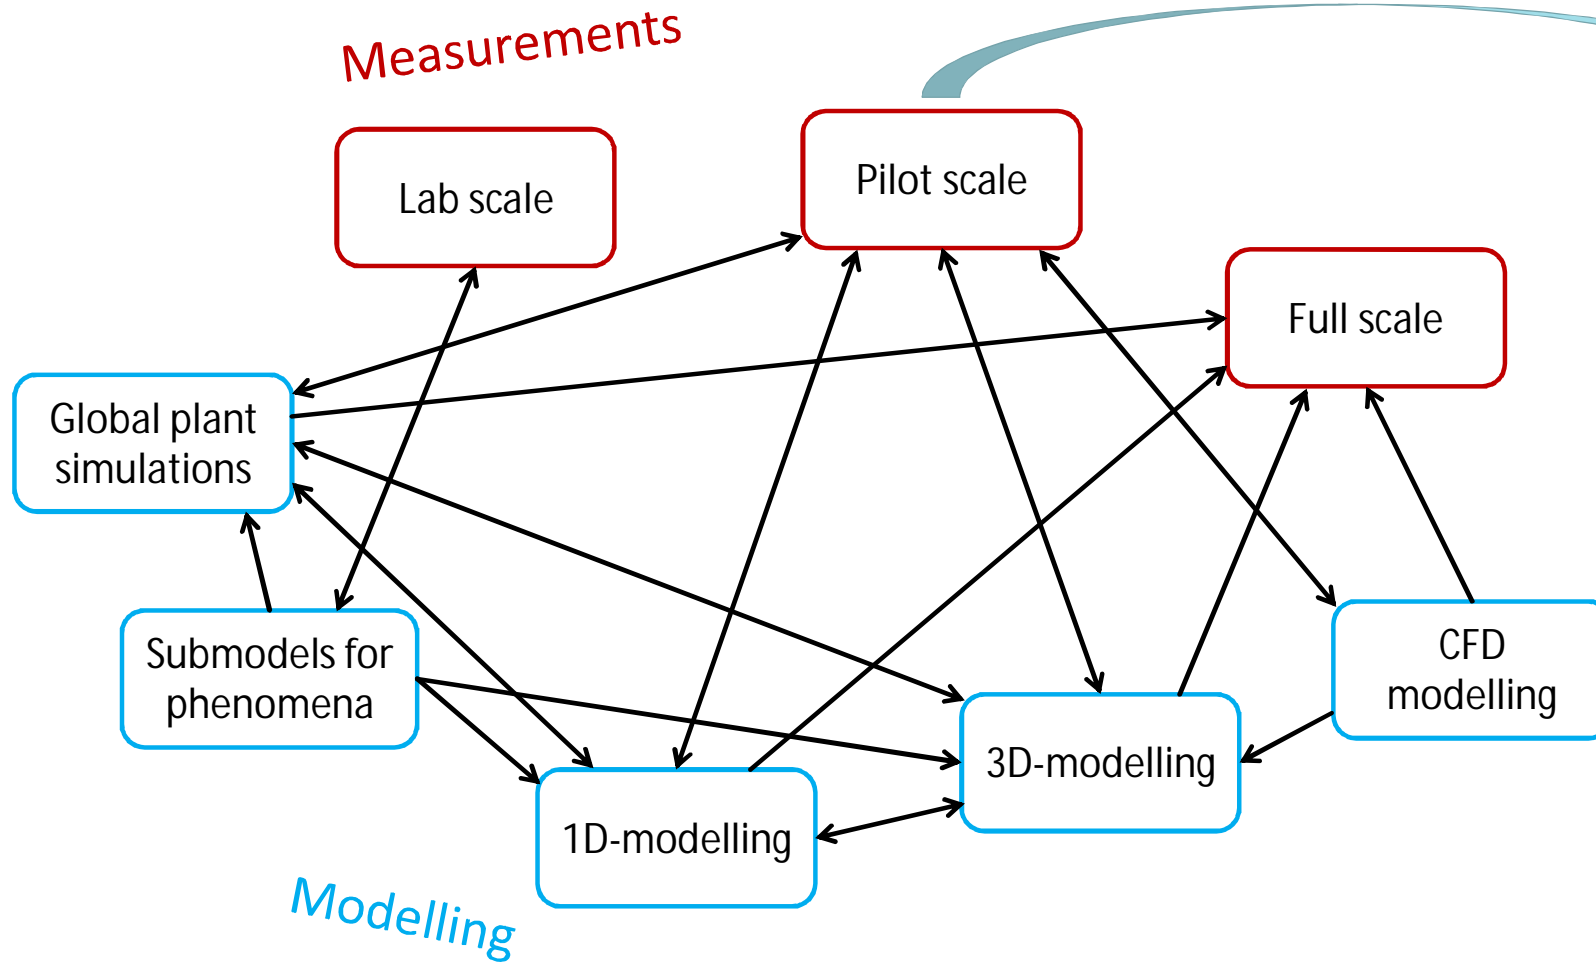 Measurements
Pilot scale
Lab scale
Full scale
Global plant
simulations
Submodels for
phenomena
CFD
modelling
3D-modelling
1D-modelling
Modelling